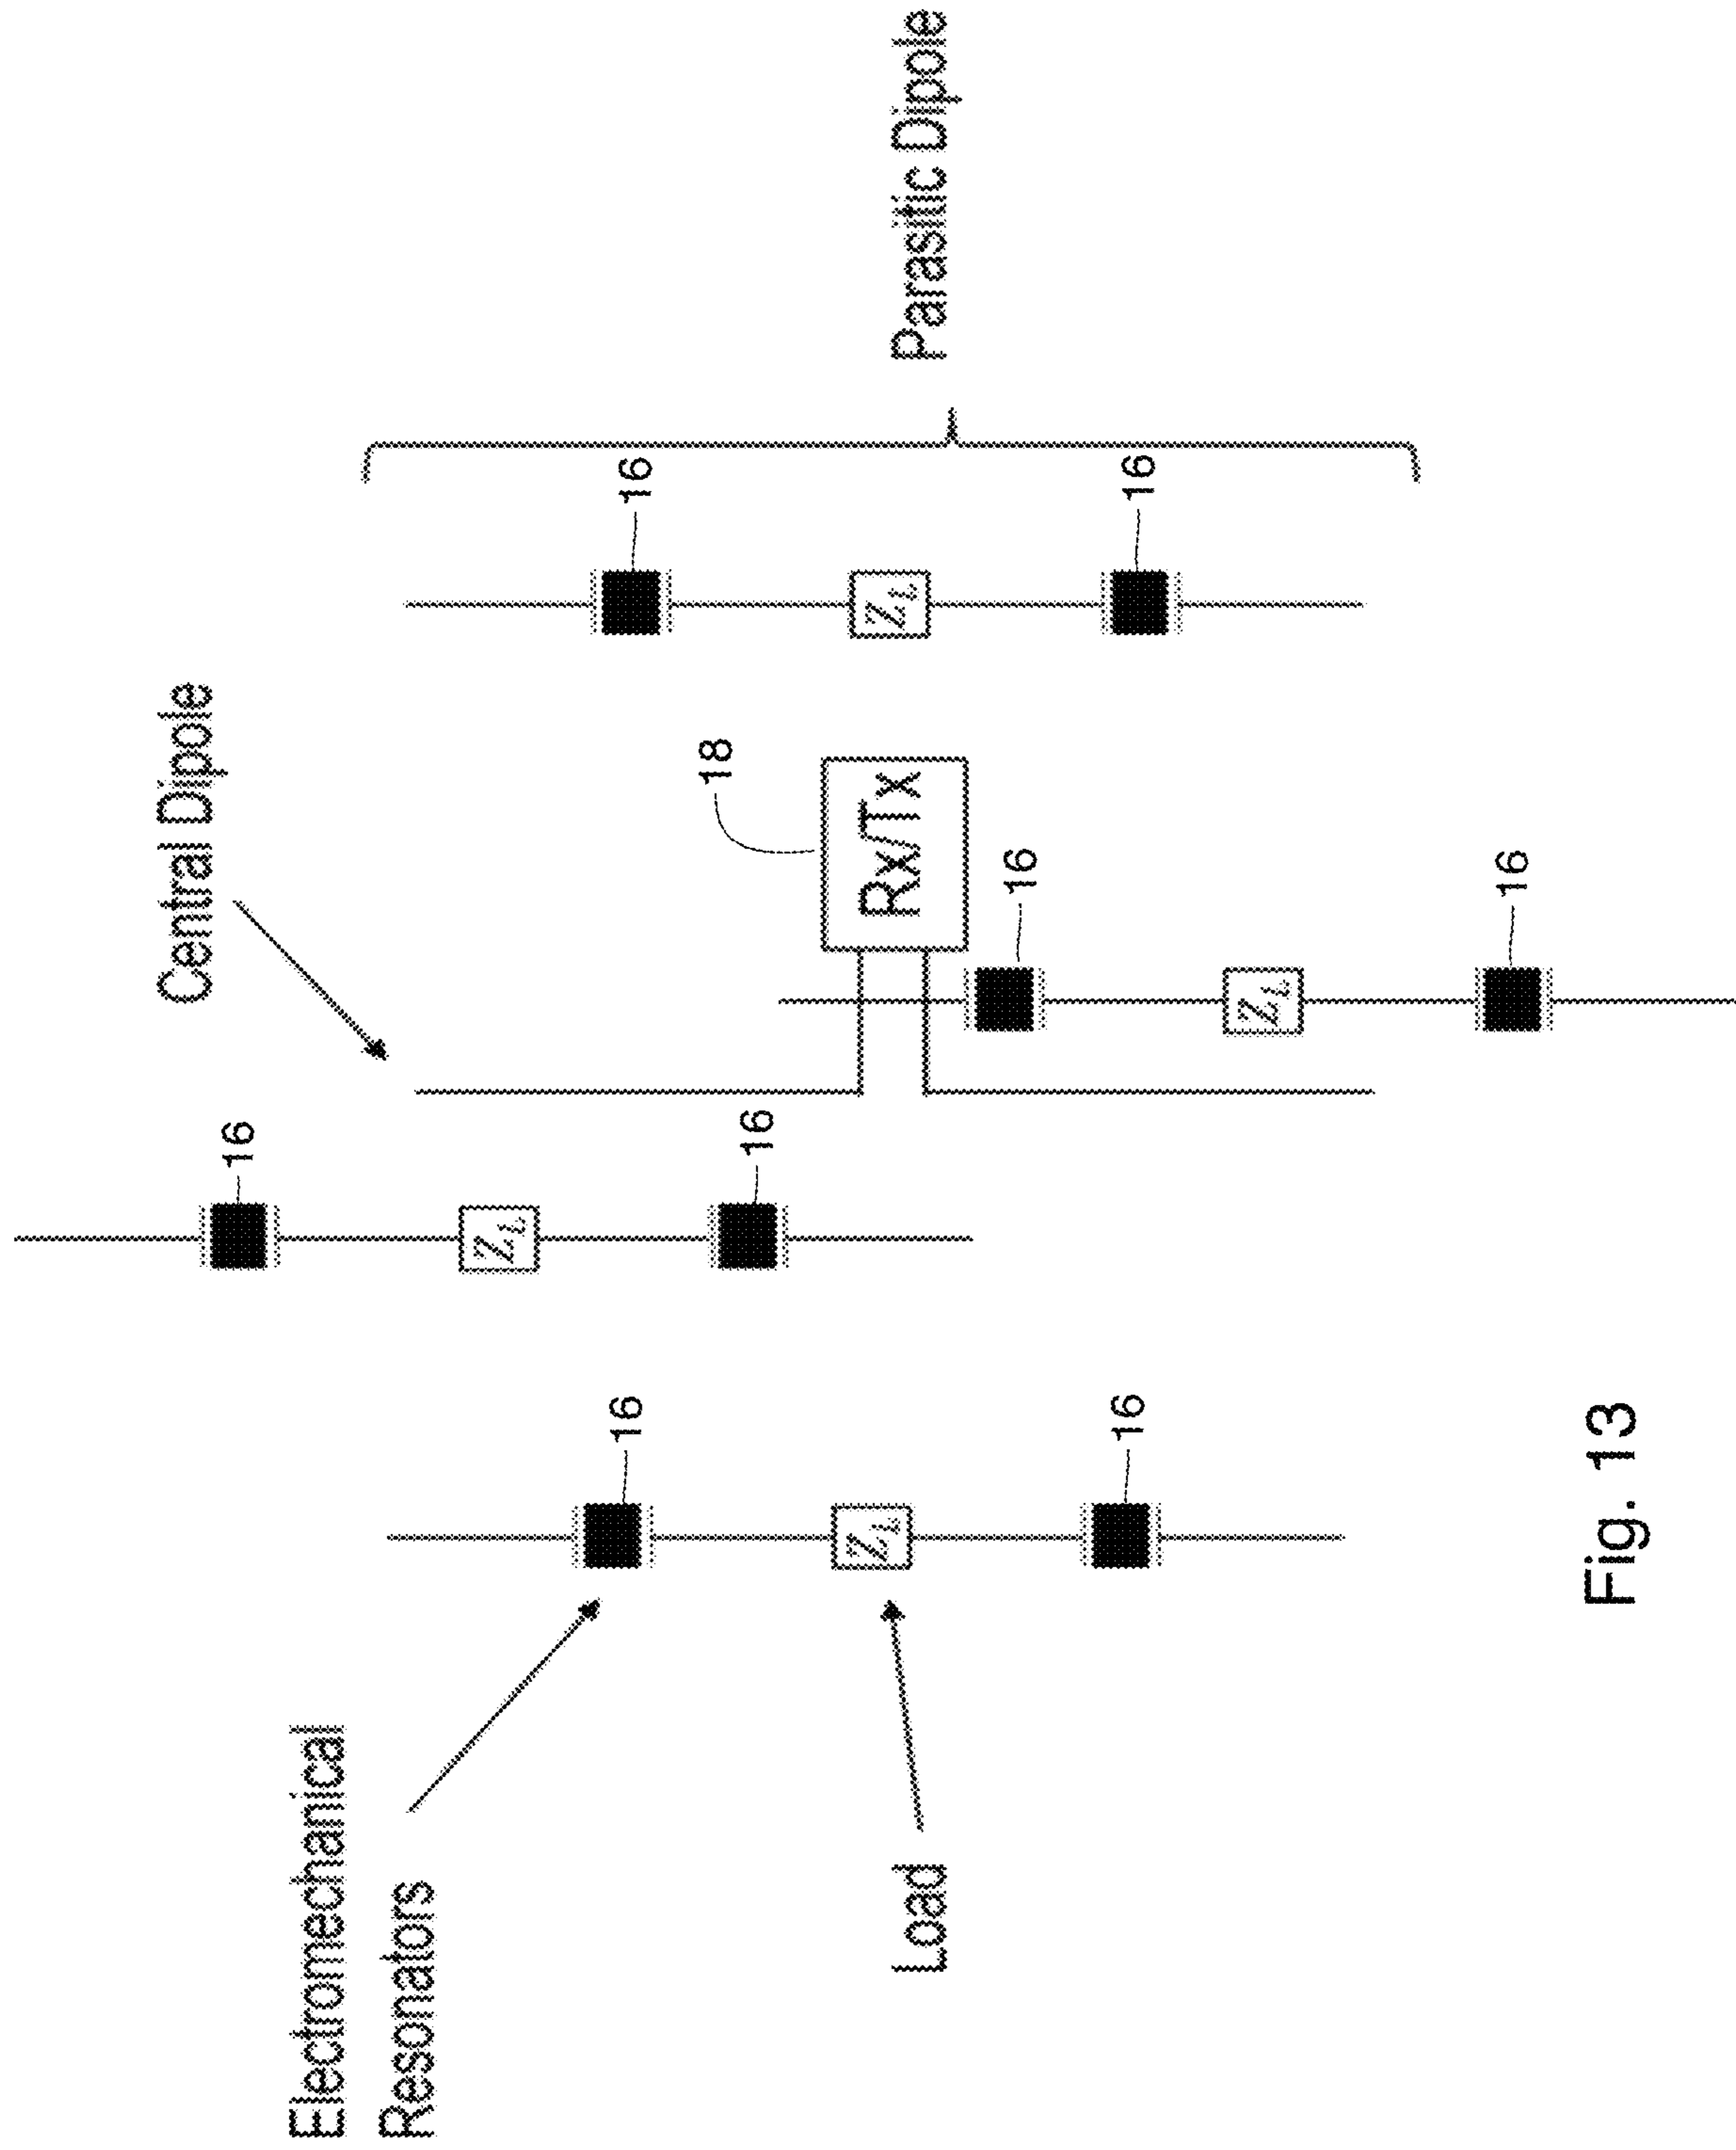 Central Dipole
16
Electromechanical
Resonators
Z_L
16
16
18
16
Z_L
Rx/Tx
Z_L
Load
Parasitic Dipole
16
16
16
Z_L
16
Fig. 13